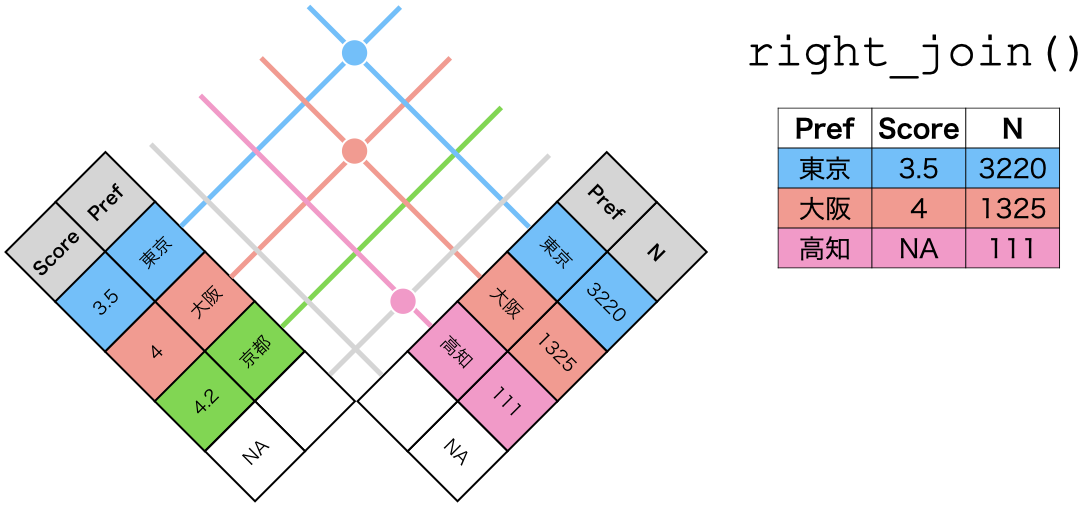 right_join()
Pref Score N
東京 3.5 3220
大阪 4 1325
高知 NA 111
Score Pref
3.5 東京
4 大阪
4.2 京都
NA
Pref N
東京 3220
大阪 1325
高知 111
NA